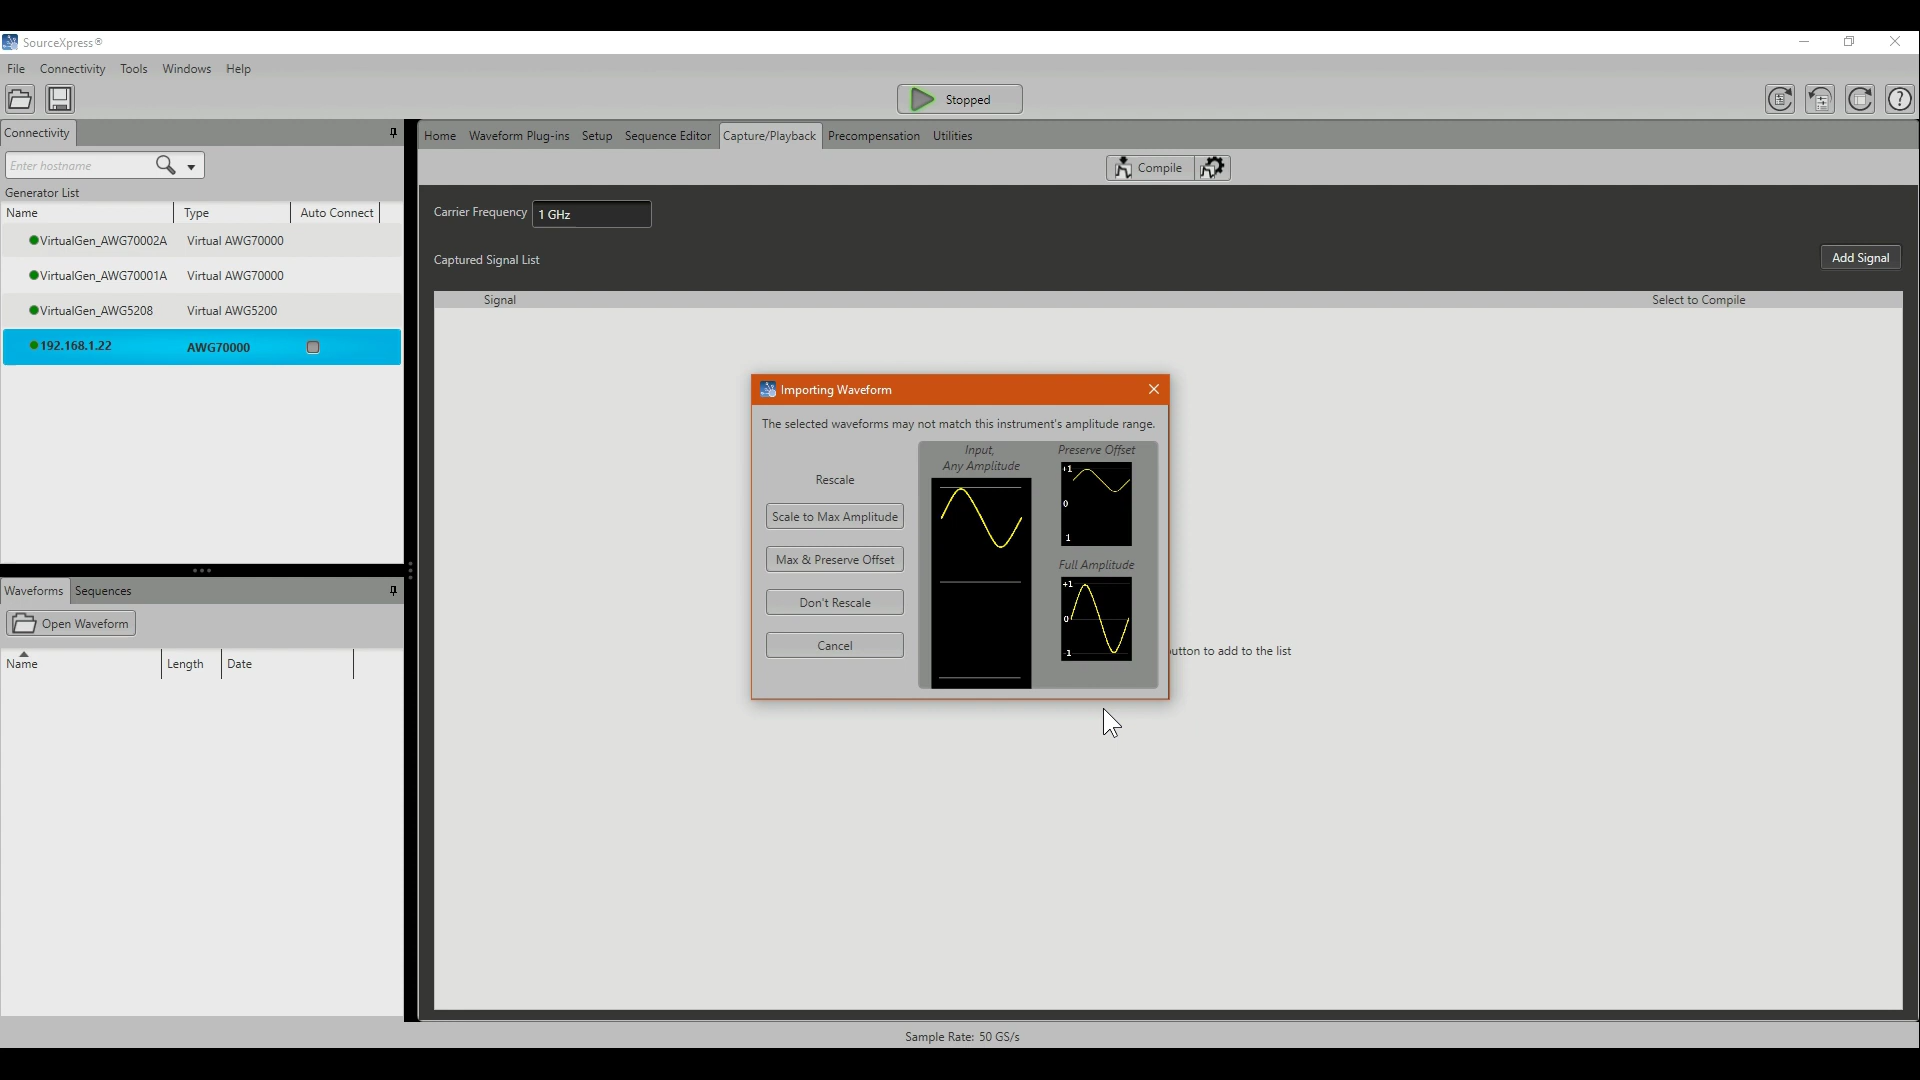 SourceXpress®
File Connectivity Tools Windows Help
Stopped
Connectivity
Enter hostname
Generator List
Name Type Auto Connect
VirtualGen_AWG70002A Virtual AWG70000
VirtualGen_AWG70001A Virtual AWG70000
VirtualGen_AWG5208 Virtual AWG5200
192.168.1.22 AWG70000
Waveforms Sequences
Open Waveform
Name Length Date
Home Waveform Plug-ins Setup Sequence Editor Capture/Playback Precompensation Utilities
Compile
Carrier Frequency 1 GHz
Captured Signal List
Add Signal
Signal Select to Compile
Importing Waveform
The selected waveforms may not match this instrument's amplitude range.
Rescale
Scale to Max Amplitude
Max & Preserve Offset
Don't Rescale
Cancel
Input,
Any Amplitude
Preserve Offset
+1
0
1
Full Amplitude
+1
0
1
utton to add to the list
Sample Rate: 50 GS/s